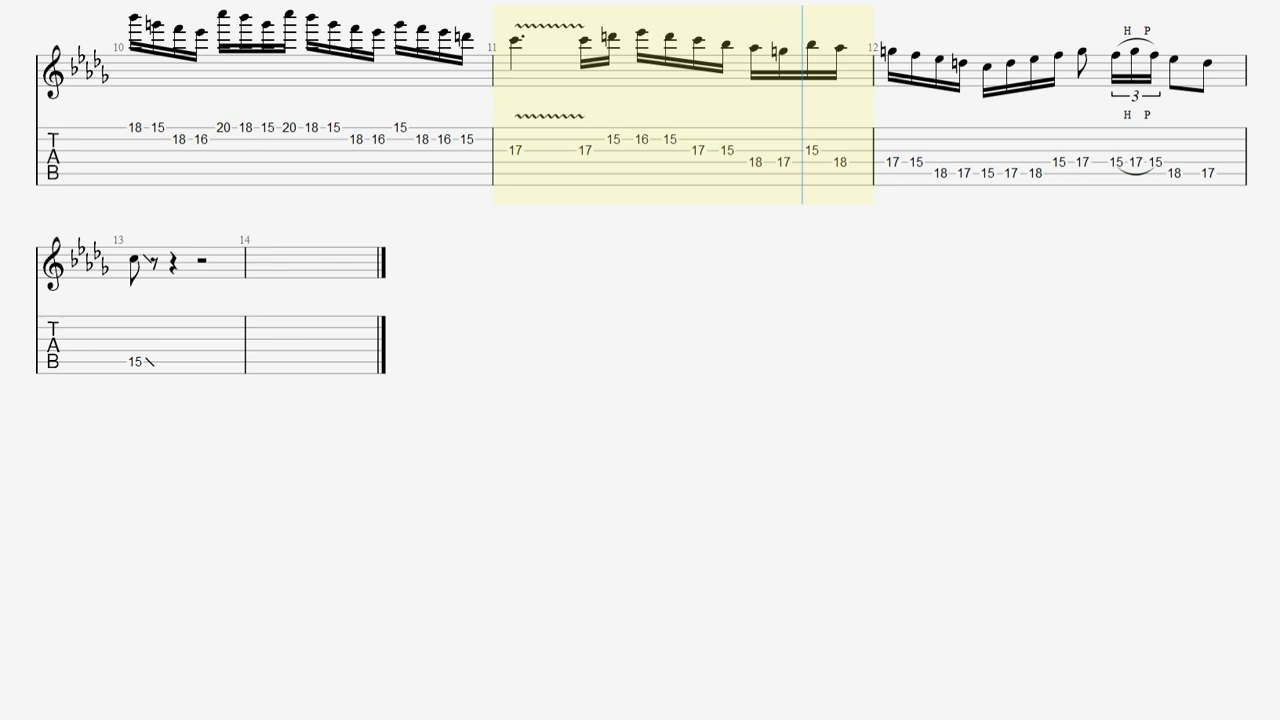 H P
10 11 12
H P
3
18 15 20 18 15 20 18 15 15
T 18 16 18 16 18 16 15 15 16 15
A 17 17 17 15 15
18 17 18 17 15 15 17 15 17 15
B 18 17 15 17 18 18 17
13 14
T
A
B 15